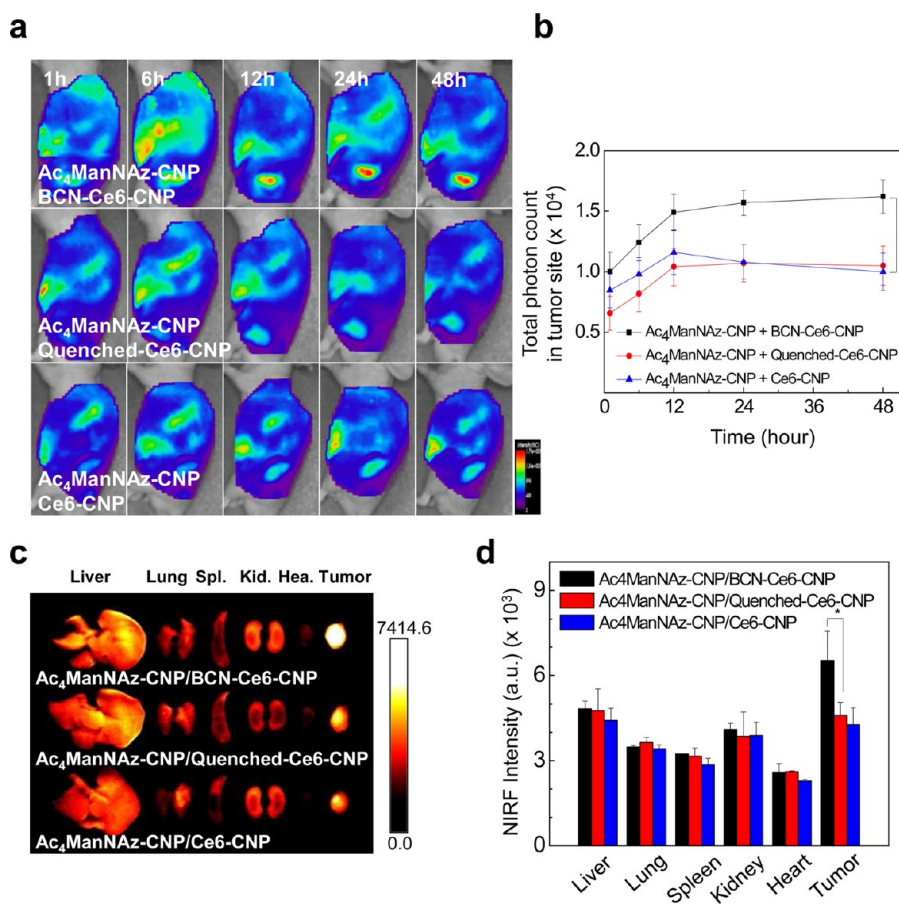 a
1h 6h 12h 24h 48h
Ac₄ManNAz-CNP
BCN-Ce6-CNP
Ac₄ManNAz-CNP
Quenched-Ce6-CNP
Ac₄ManNAz-CNP
Ce6-CNP
b
Total photon count
in tumor site (x 10⁴)
2.0
1.5
1.0
0.5
Ac₄ManNAz-CNP + BCN-Ce6-CNP
Ac₄ManNAz-CNP + Quenched-Ce6-CNP
Ac₄ManNAz-CNP + Ce6-CNP
0 12 24 36 48
Time (hour)
c
Liver Lung Spl. Kid. Hea. Tumor
7414.6
Ac₄ManNAz-CNP/BCN-Ce6-CNP
Ac₄ManNAz-CNP/Quenched-Ce6-CNP
Ac₄ManNAz-CNP/Ce6-CNP
0.0
d
NIRF Intensity (a.u.) (x 10³)
9
6
3
0
Ac4ManNAz-CNP/BCN-Ce6-CNP
Ac4ManNAz-CNP/Quenched-Ce6-CNP
Ac4ManNAz-CNP/Ce6-CNP
*
Liver Lung Spleen Kidney Heart Tumor